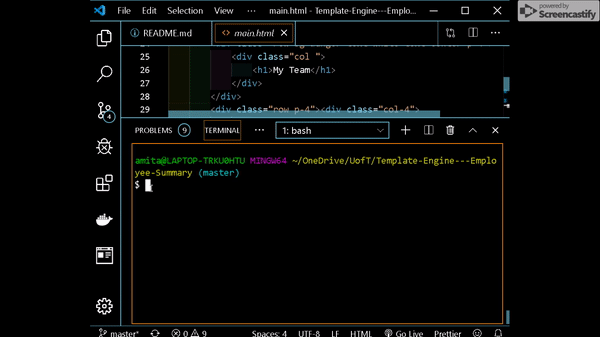 File Edit Selection View ··· main.html - Template-Engine---Emplo...
powered by
Screencastify
README.md
<> main.html
25 <div class="col ">
26 <h1>My Team</h1>
27 </div>
28 </div>
29 <div class="row p-4"><div class="col-4">
PROBLEMS 9 TERMINAL ··· 1: bash
amita@LAPTOP-TRKU0HTU MINGW64 ~/OneDrive/UofT/Template-Engine---Emplo
yee-Summary (master)
$
4
master* 0 9 Spaces: 4 UTF-8 LF HTML Go Live Prettier